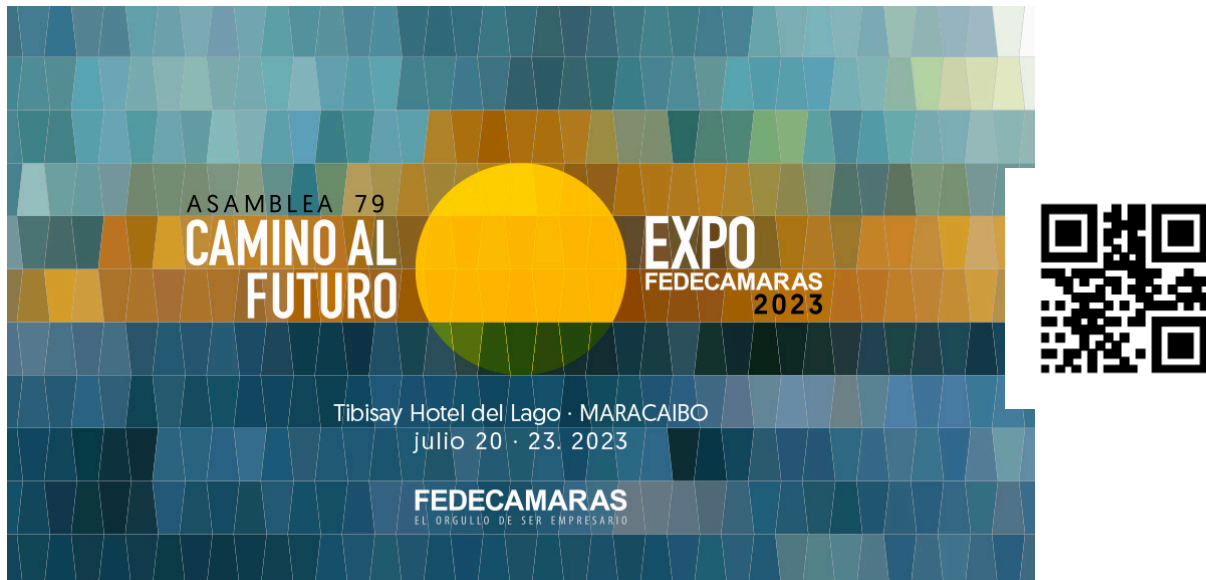 ASAMBLEA 79
CAMINO AL
FUTURO
EXPO
FEDECAMARAS
2023
Tibisay Hotel del Lago · MARACAIBO
julio 20 · 23. 2023
FEDECAMARAS
EL ORGULLO DE SER EMPRESARIO